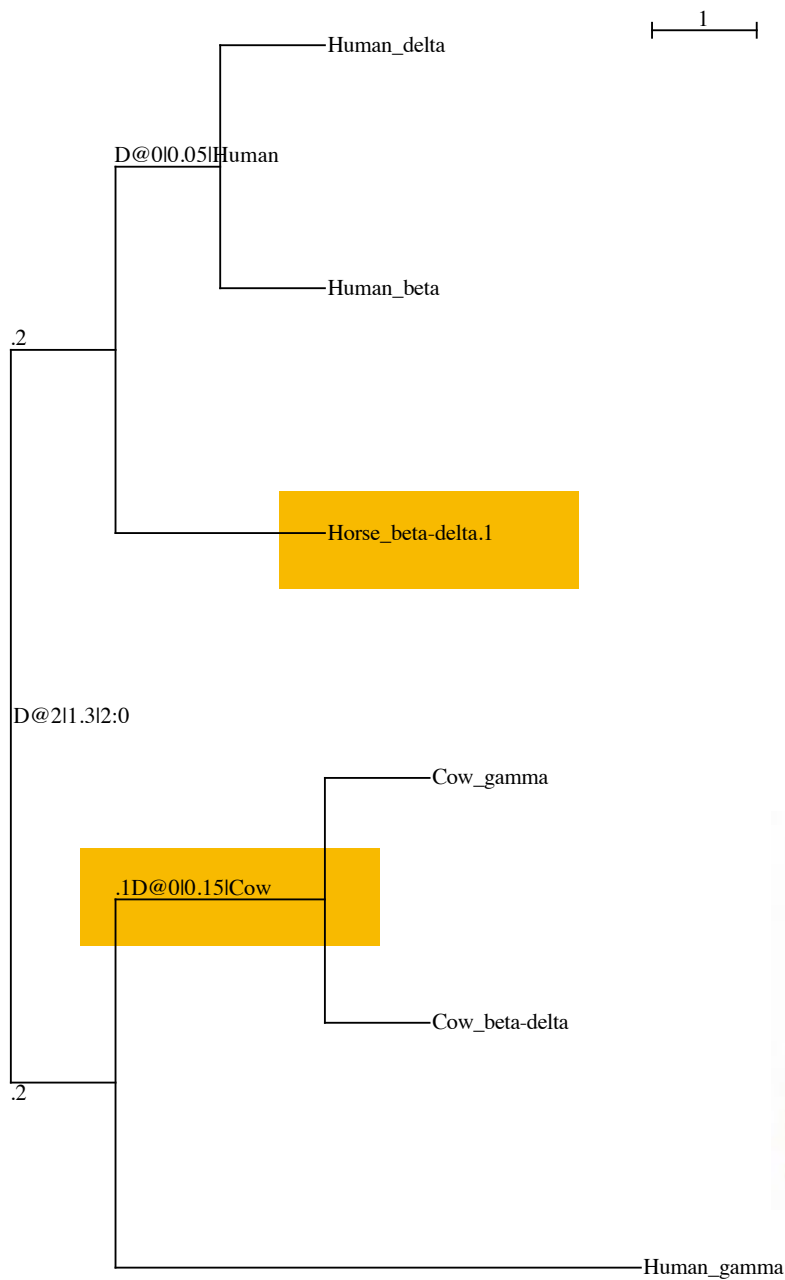 1
Human_delta
D@0|0.05|Human
Human_beta
.2
Horse_beta-delta.1
D@2|1.3|2:0
Cow_gamma
.1D@0|0.15|Cow
Cow_beta-delta
.2
Human_gamma